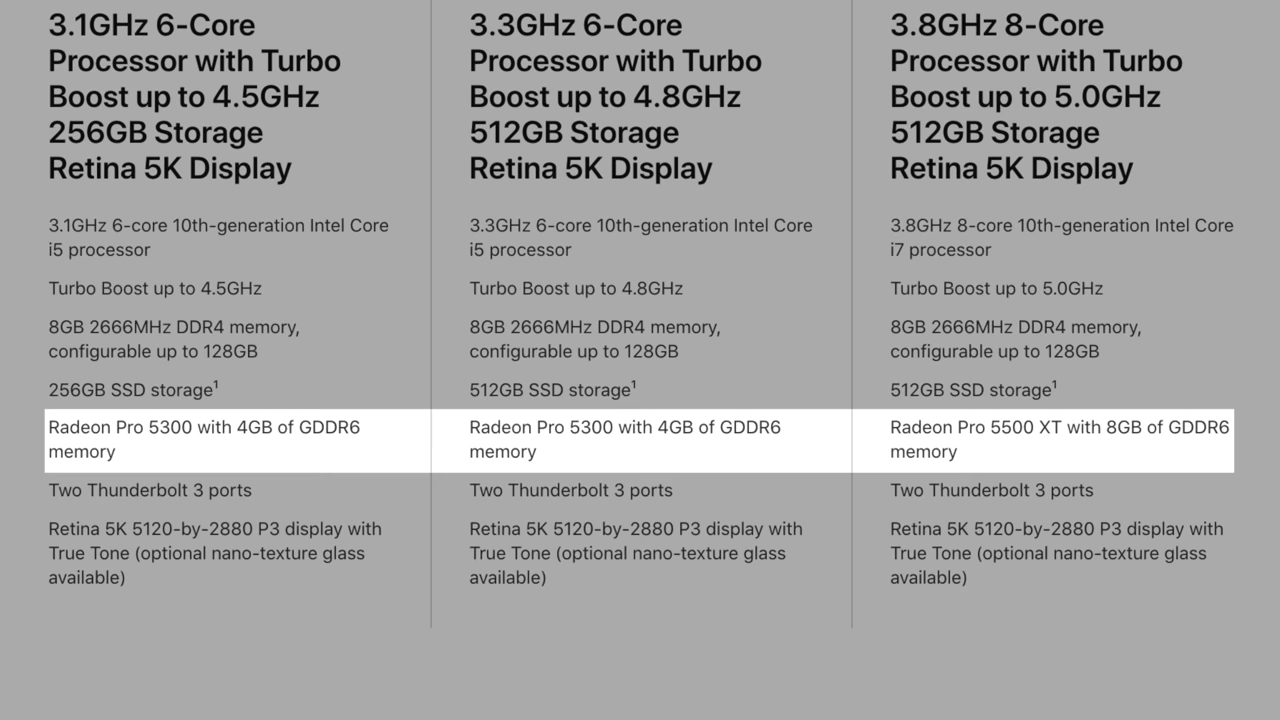 3.1GHz 6-Core
Processor with Turbo
Boost up to 4.5GHz
256GB Storage
Retina 5K Display
3.1GHz 6-core 10th-generation Intel Core
i5 processor
Turbo Boost up to 4.5GHz
8GB 2666MHz DDR4 memory,
configurable up to 128GB
256GB SSD storage¹
Radeon Pro 5300 with 4GB of GDDR6
memory
Two Thunderbolt 3 ports
Retina 5K 5120-by-2880 P3 display with
True Tone (optional nano-texture glass
available)
3.3GHz 6-Core
Processor with Turbo
Boost up to 4.8GHz
512GB Storage
Retina 5K Display
3.3GHz 6-core 10th-generation Intel Core
i5 processor
Turbo Boost up to 4.8GHz
8GB 2666MHz DDR4 memory,
configurable up to 128GB
512GB SSD storage¹
Radeon Pro 5300 with 4GB of GDDR6
memory
Two Thunderbolt 3 ports
Retina 5K 5120-by-2880 P3 display with
True Tone (optional nano-texture glass
available)
3.8GHz 8-Core
Processor with Turbo
Boost up to 5.0GHz
512GB Storage
Retina 5K Display
3.8GHz 8-core 10th-generation Intel Core
i7 processor
Turbo Boost up to 5.0GHz
8GB 2666MHz DDR4 memory,
configurable up to 128GB
512GB SSD storage¹
Radeon Pro 5500 XT with 8GB of GDDR6
memory
Two Thunderbolt 3 ports
Retina 5K 5120-by-2880 P3 display with
True Tone (optional nano-texture glass
available)